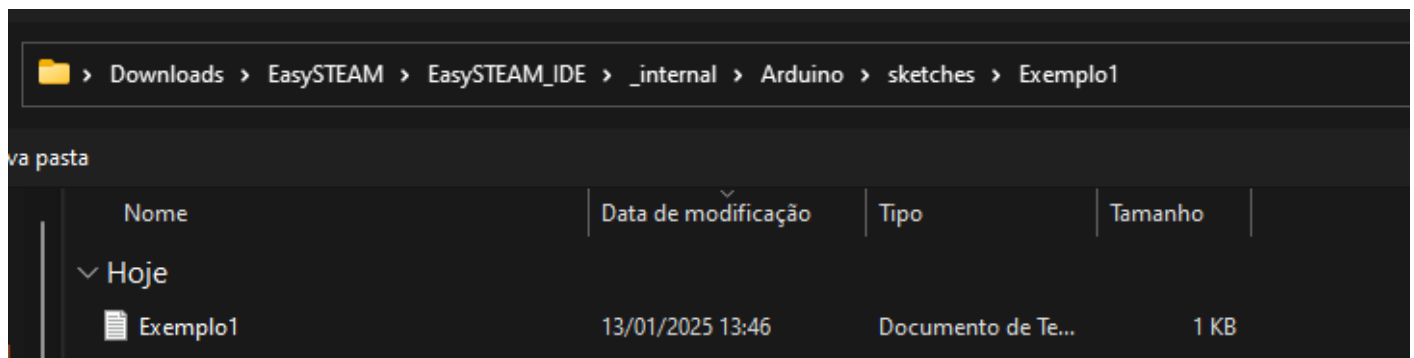 Downloads > EasySTEAM > EasySTEAM_IDE > _internal > Arduino > sketches > Exemplo1
va pasta
Nome Data de modificação Tipo Tamanho
Hoje
Exemplo1 13/01/2025 13:46 Documento de Te... 1 KB